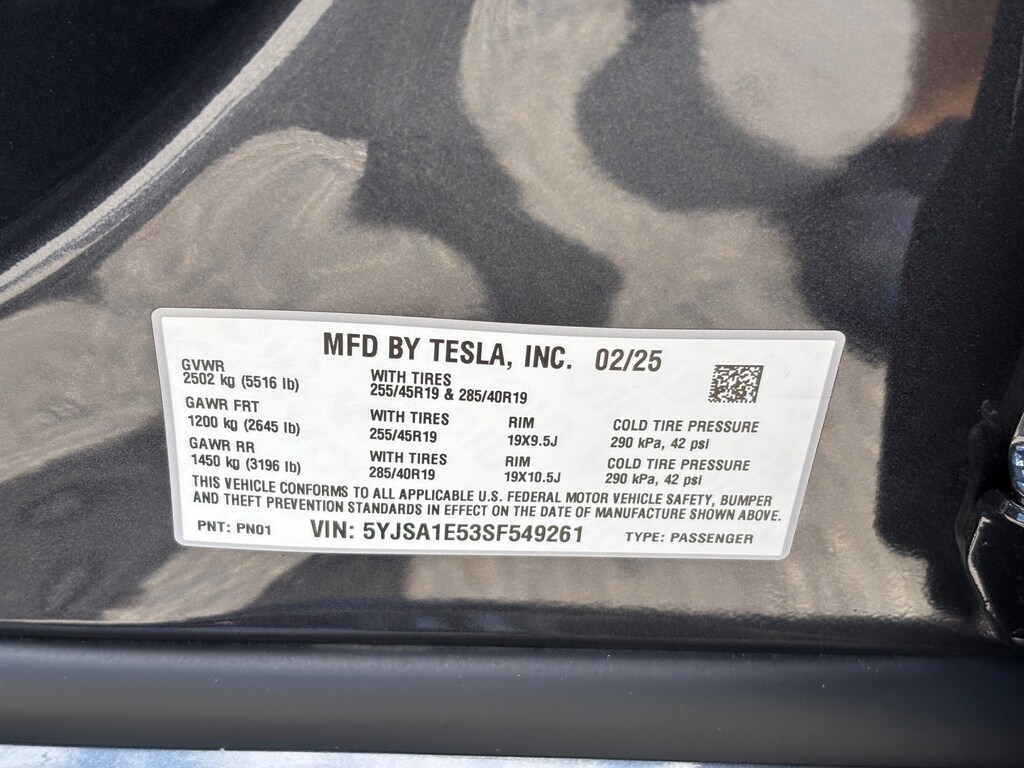 MFD BY TESLA, INC. 02/25
GVWR
2502 kg (5516 lb)
WITH TIRES
255/45R19 & 285/40R19
GAWR FRT
1200 kg (2645 lb)
WITH TIRES
255/45R19
RIM
19X9.5J
COLD TIRE PRESSURE
290 kPa, 42 psi
GAWR RR
1450 kg (3196 lb)
WITH TIRES
285/40R19
RIM
19X10.5J
COLD TIRE PRESSURE
290 kPa, 42 psi
THIS VEHICLE CONFORMS TO ALL APPLICABLE U.S. FEDERAL MOTOR VEHICLE SAFETY, BUMPER
AND THEFT PREVENTION STANDARDS IN EFFECT ON THE DATE OF MANUFACTURE SHOWN ABOVE.
PNT: PN01 VIN: 5YJSA1E53SF549261 TYPE: PASSENGER